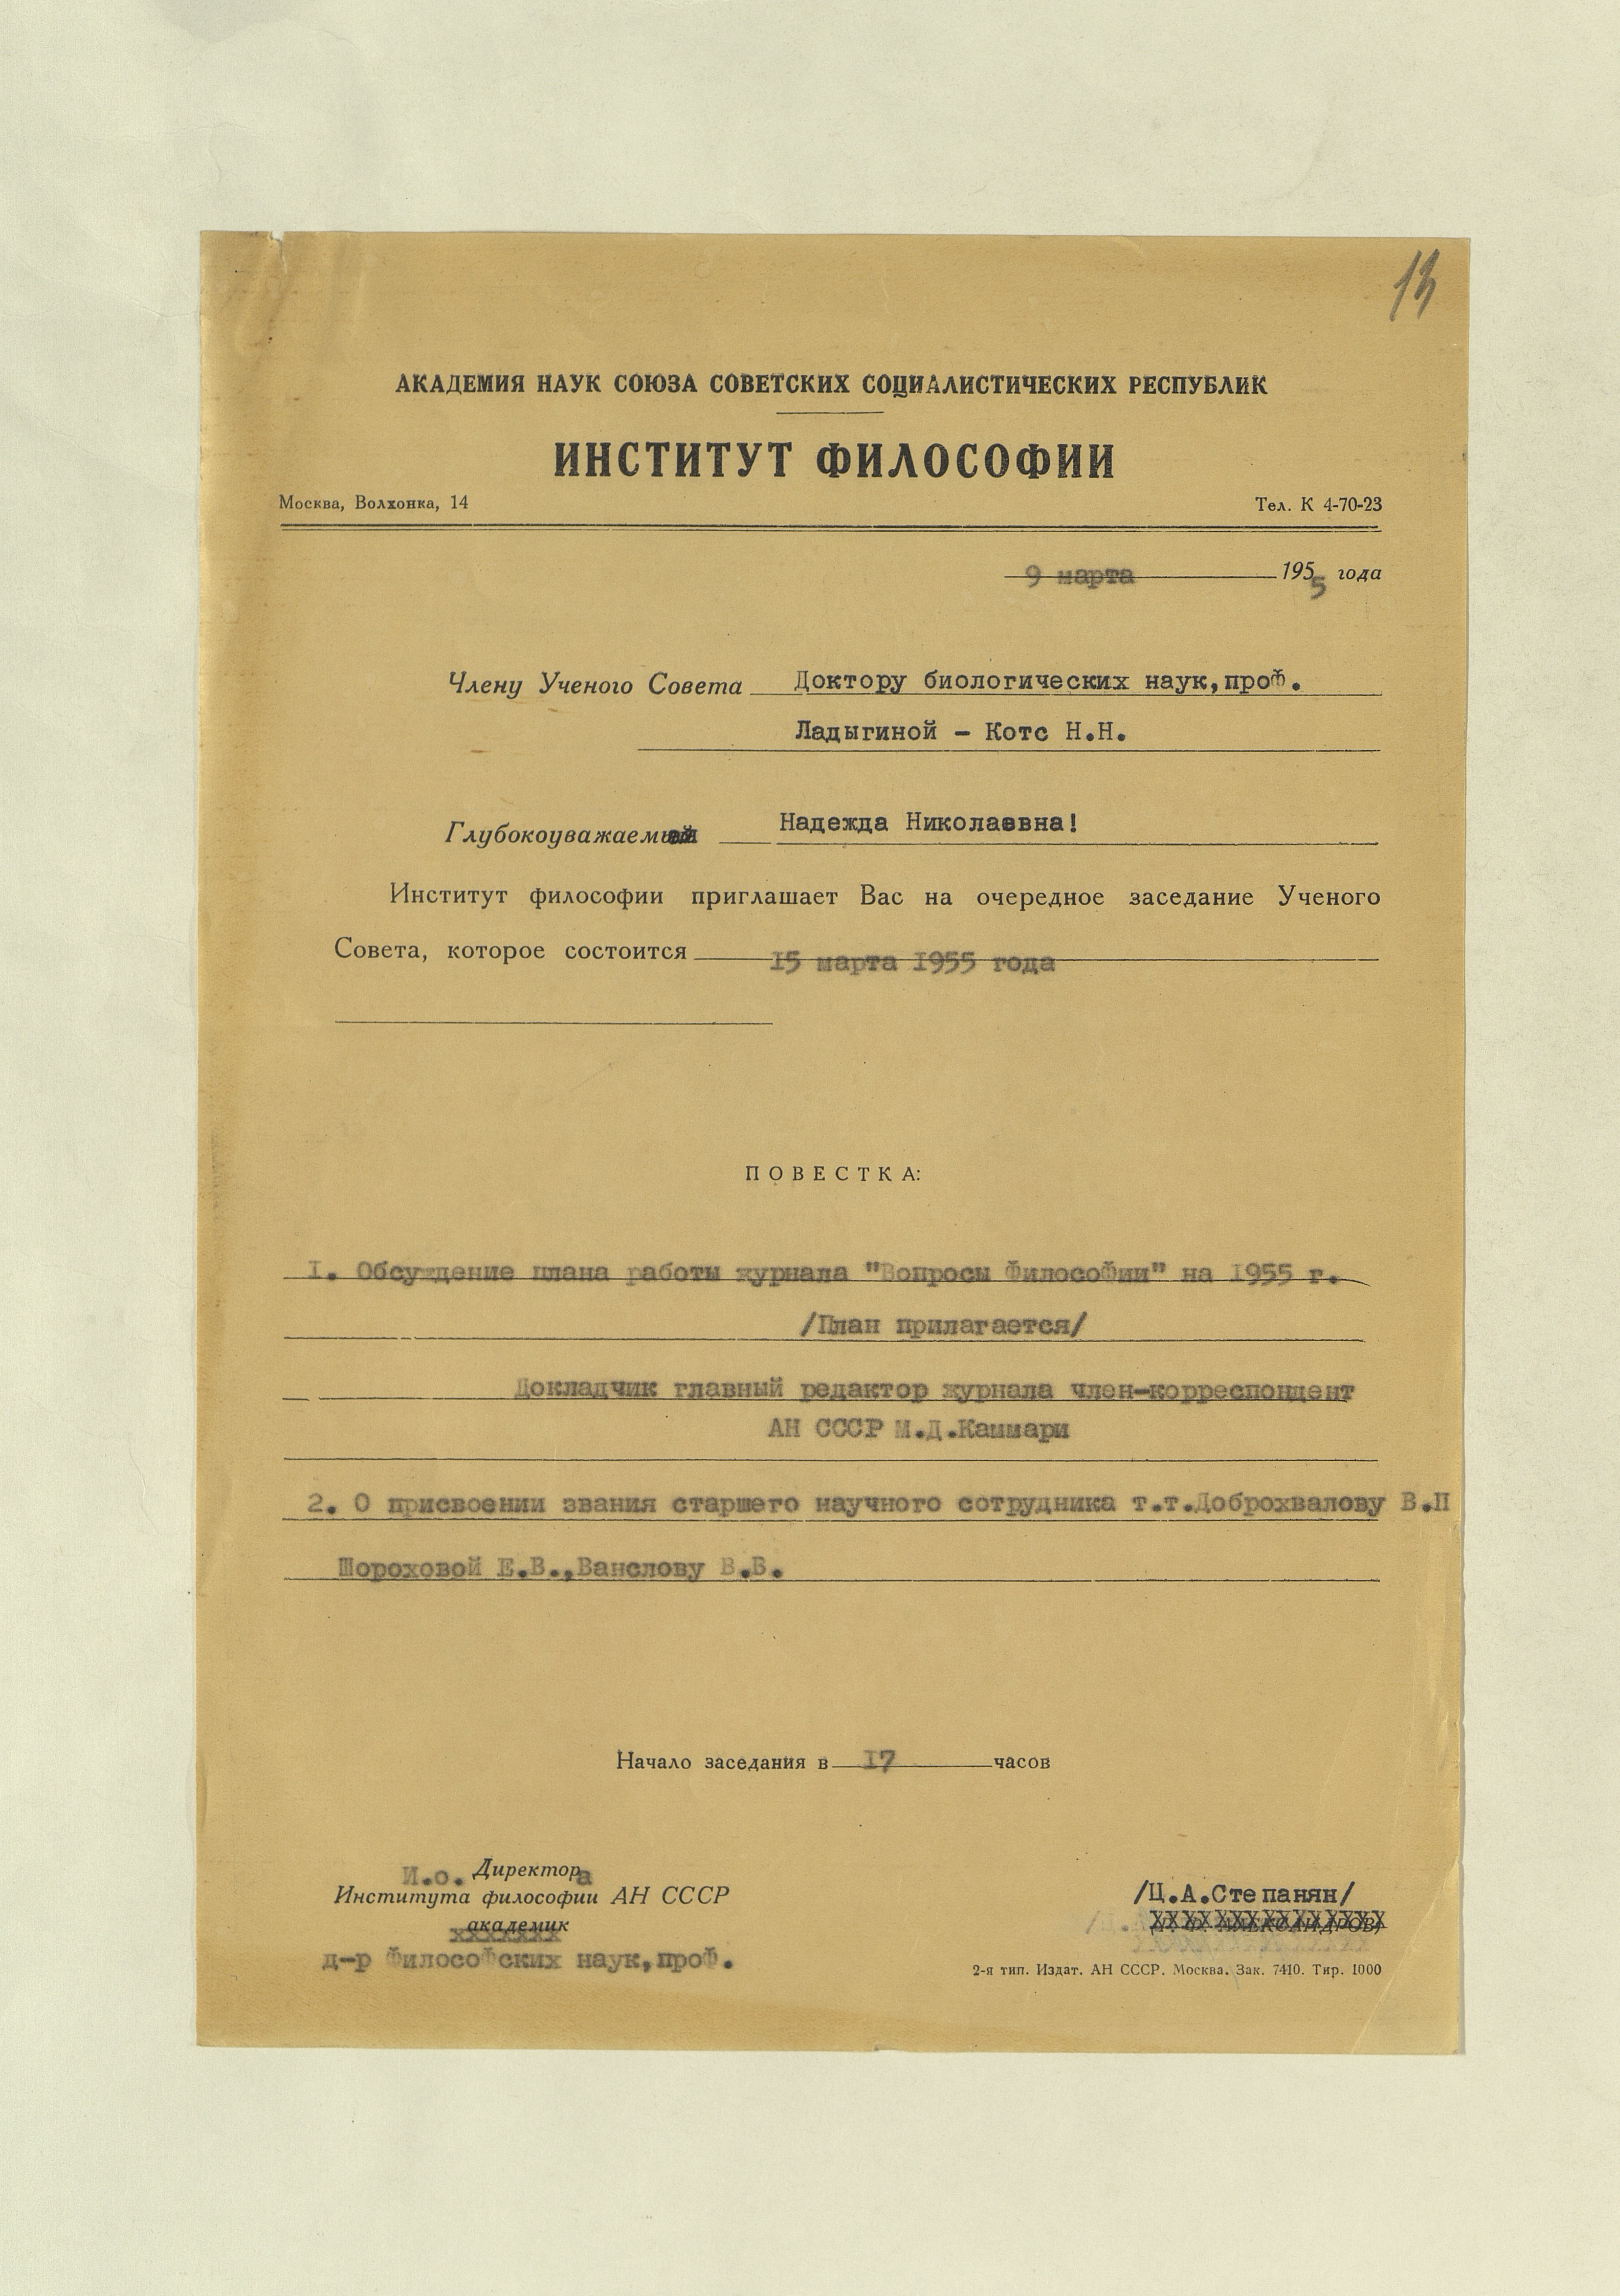 13
АКАДЕМИЯ НАУК СОЮЗА СОВЕТСКИХ СОЦИАЛИСТИЧЕСКИХ РЕСПУБЛИК
ИНСТИТУТ ФИЛОСОФИИ
Москва, Волхонка, 14 Тел. К 4-70-23
9 марта 1955 года
Члену Ученого Совета Доктору биологических наук,проф.
Ладыгиной - Котс Н.Н.
Глубокоуважаемая Надежда Николаевна!
Институт философии приглашает Вас на очередное заседание Ученого
Совета, которое состоится 15 марта 1955 года
ПОВЕСТКА:
1. Обсуждение плана работы журнала "Вопросы Философии" на 1955 г.
/План прилагается/
Докладчик главный редактор журнала член-корреспондент
АН СССР М.Д.Каммари
2. О присвоении звания старшего научного сотрудника т.т.Доброхвалову В.П
Шороховой Е.В.,Ванслову В.В.
Начало заседания в 17 часов
И.о. Директора
Института философии АН СССР
/Ц.А.Степанян/
академик
д-р Философских наук,проф.
2-я тип. Издат. АН СССР. Москва. Зак. 7410. Тир. 1000